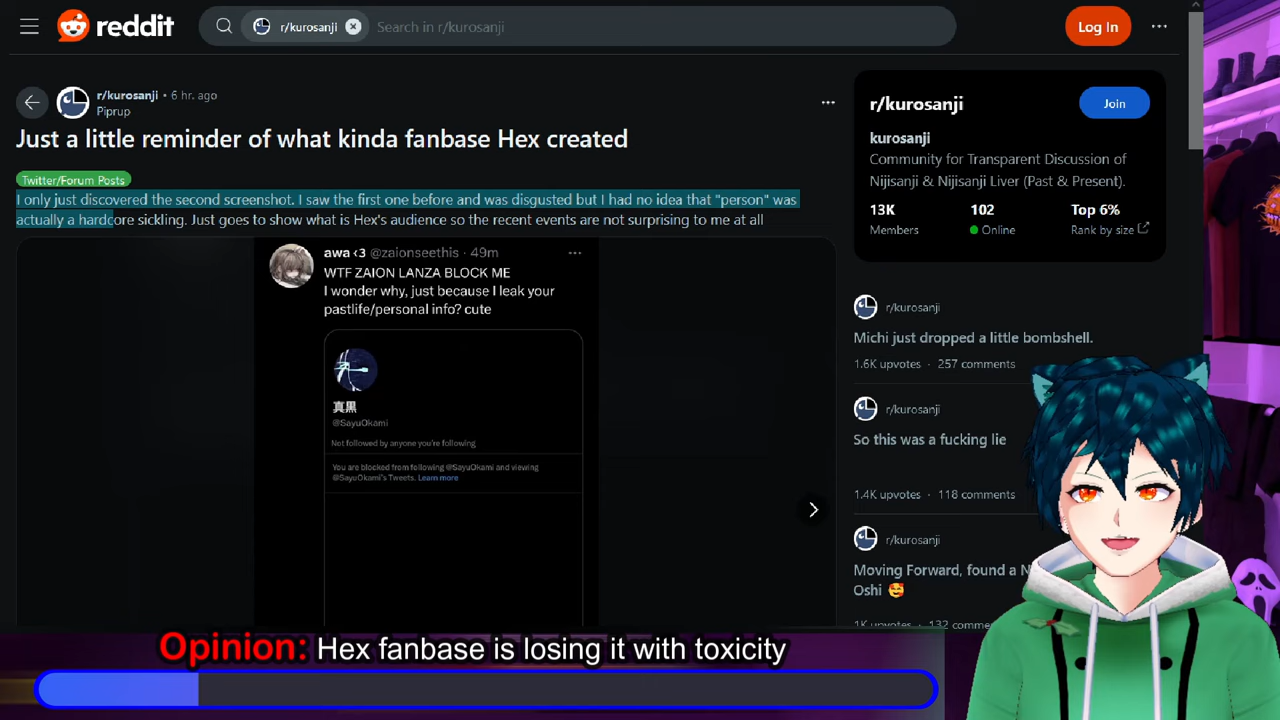 reddit
r/kurosanji
Search in r/kurosanji
Log In
r/kurosanji • 6 hr. ago
Piprup
Just a little reminder of what kinda fanbase Hex created
Twitter/Forum Posts
I only just discovered the second screenshot. I saw the first one before and was disgusted but I had no idea that "person" was
actually a hardcore sickling. Just goes to show what is Hex's audience so the recent events are not surprising to me at all
awa <3 @zaionseethis · 49m
WTF ZAION LANZA BLOCK ME
I wonder why, just because I leak your
pastlife/personal info? cute
真黒
@SayuOkami
Not followed by anyone you're following
You are blocked from following @SayuOkami and viewing
@SayuOkami's Tweets. Learn more
r/kurosanji
Join
kurosanji
Community for Transparent Discussion of
Nijisanji & Nijisanji Liver (Past & Present).
13K
102
Top 6%
Members
Online
Rank by size
r/kurosanji
Michi just dropped a little bombshell.
1.6K upvotes · 257 comments
r/kurosanji
So this was a fucking lie
1.4K upvotes · 118 comments
r/kurosanji
Moving Forward, found a N
Oshi 🥰
1K upvotes · 132 comme
Opinion: Hex fanbase is losing it with toxicity